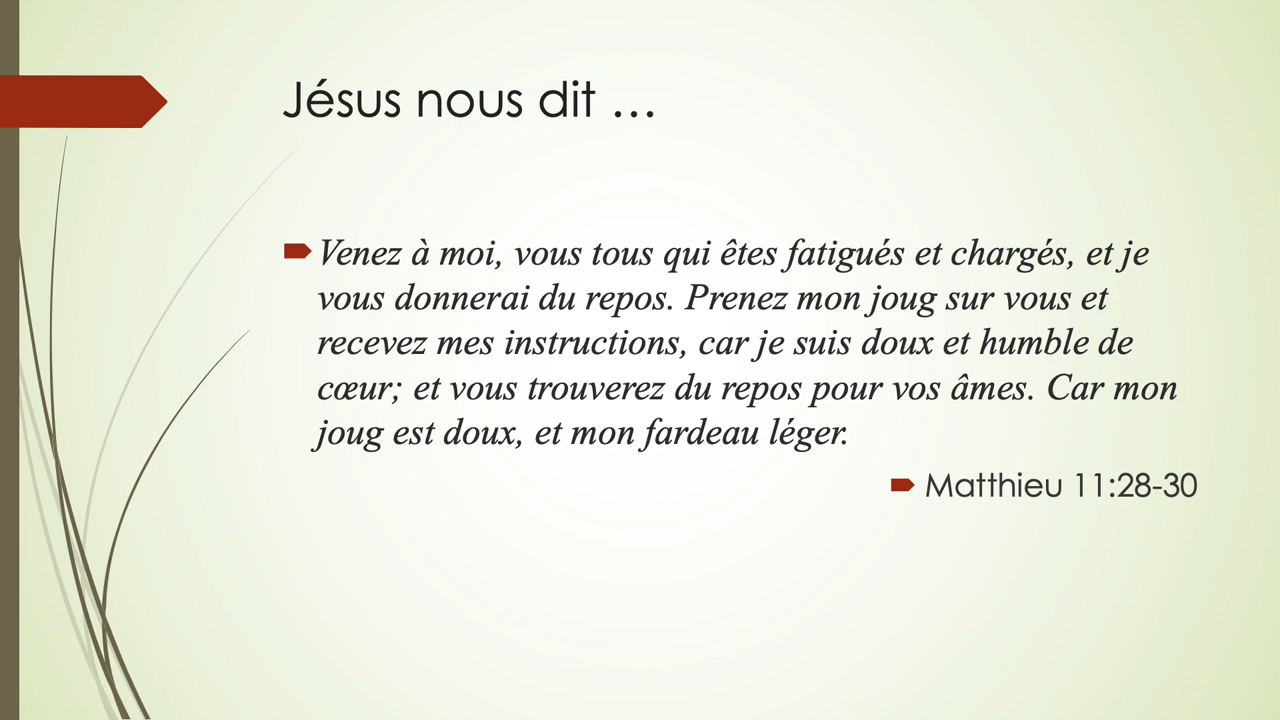 Jésus nous dit …
Venez à moi, vous tous qui êtes fatigués et chargés, et je
vous donnerai du repos. Prenez mon joug sur vous et
recevez mes instructions, car je suis doux et humble de
cœur; et vous trouverez du repos pour vos âmes. Car mon
joug est doux, et mon fardeau léger.
Matthieu 11:28-30